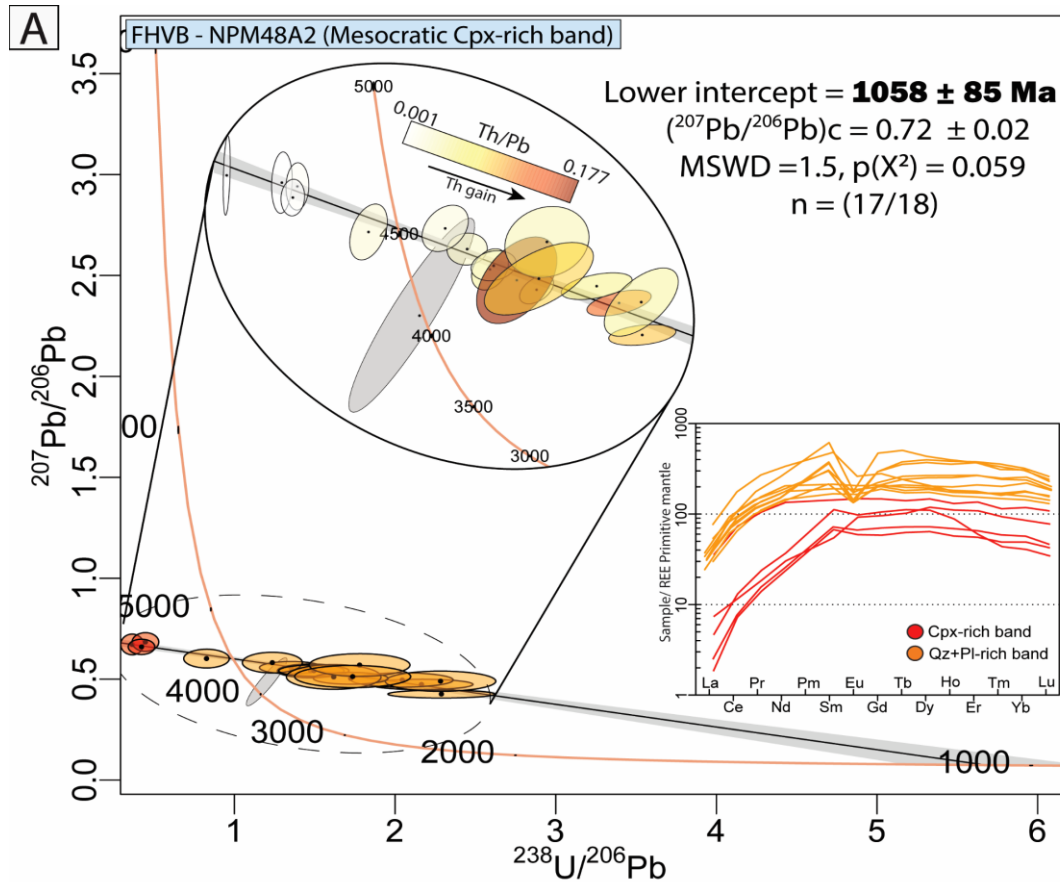 A
FHVB - NPM48A2 (Mesocratic Cpx-rich band)
Lower intercept = 1058 ± 85 Ma
(²⁰⁷Pb/²⁰⁶Pb)c = 0.72 ± 0.02
MSWD =1.5, p(X²) = 0.059
n = (17/18)
0.001
Th/Pb
0.177
Th gain
5000
4500
4000
3500
3000
²⁰⁷Pb/²⁰⁶Pb
3.5
3.0
2.5
2.0
1.5
1.0
0.5
0.0
00
5000
4000
3000
2000
1000
1 2 3 4 5 6
²³⁸U/²⁰⁶Pb
Sample/ REE Primitive mantle
1000
100
10
1
Cpx-rich band
Qz+Pl-rich band
La Pr Pm Eu Tb Ho Tm Lu
Ce Nd Sm Gd Dy Er Yb